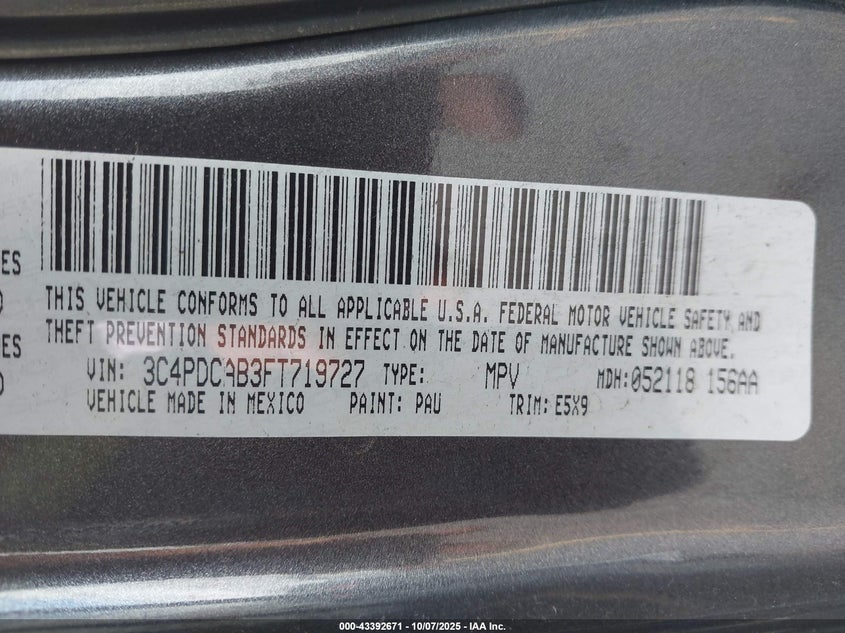 ES
THIS VEHICLE CONFORMS TO ALL APPLICABLE U.S.A. FEDERAL MOTOR VEHICLE SAFETY AND
THEFT PREVENTION STANDARDS IN EFFECT ON THE DATE OF MANUFACTURE SHOWN ABOVE.
ES
VIN: 3C4PDCAB3FT719727 TYPE: MPV MDH:052118 156AA
VEHICLE MADE IN MEXICO PAINT: PAU TRIM: E5X9
000-43392671 - 10/07/2025 - IAA Inc.